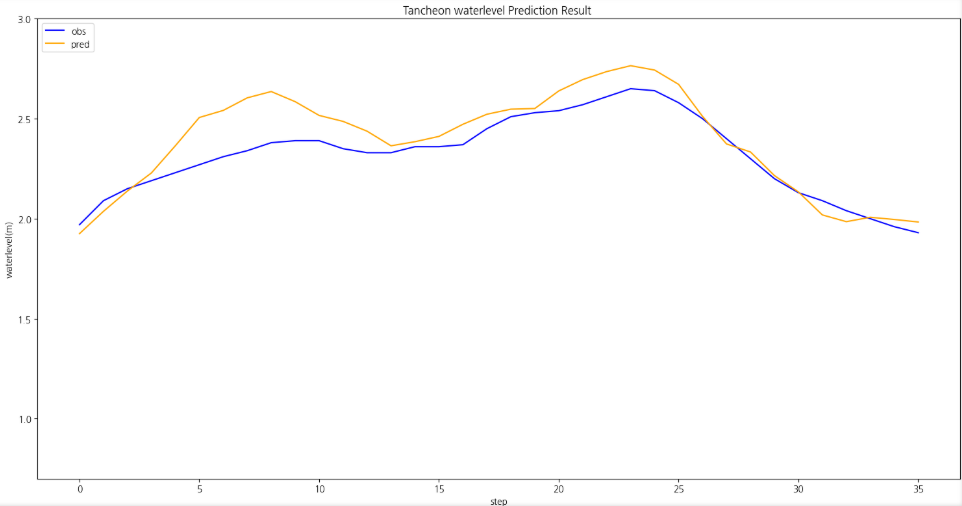 Tancheon waterlevel Prediction Result
obs
pred
3.0
2.5
2.0
1.5
1.0
waterlevel(m)
0 5 10 15 20 25 30 35
step